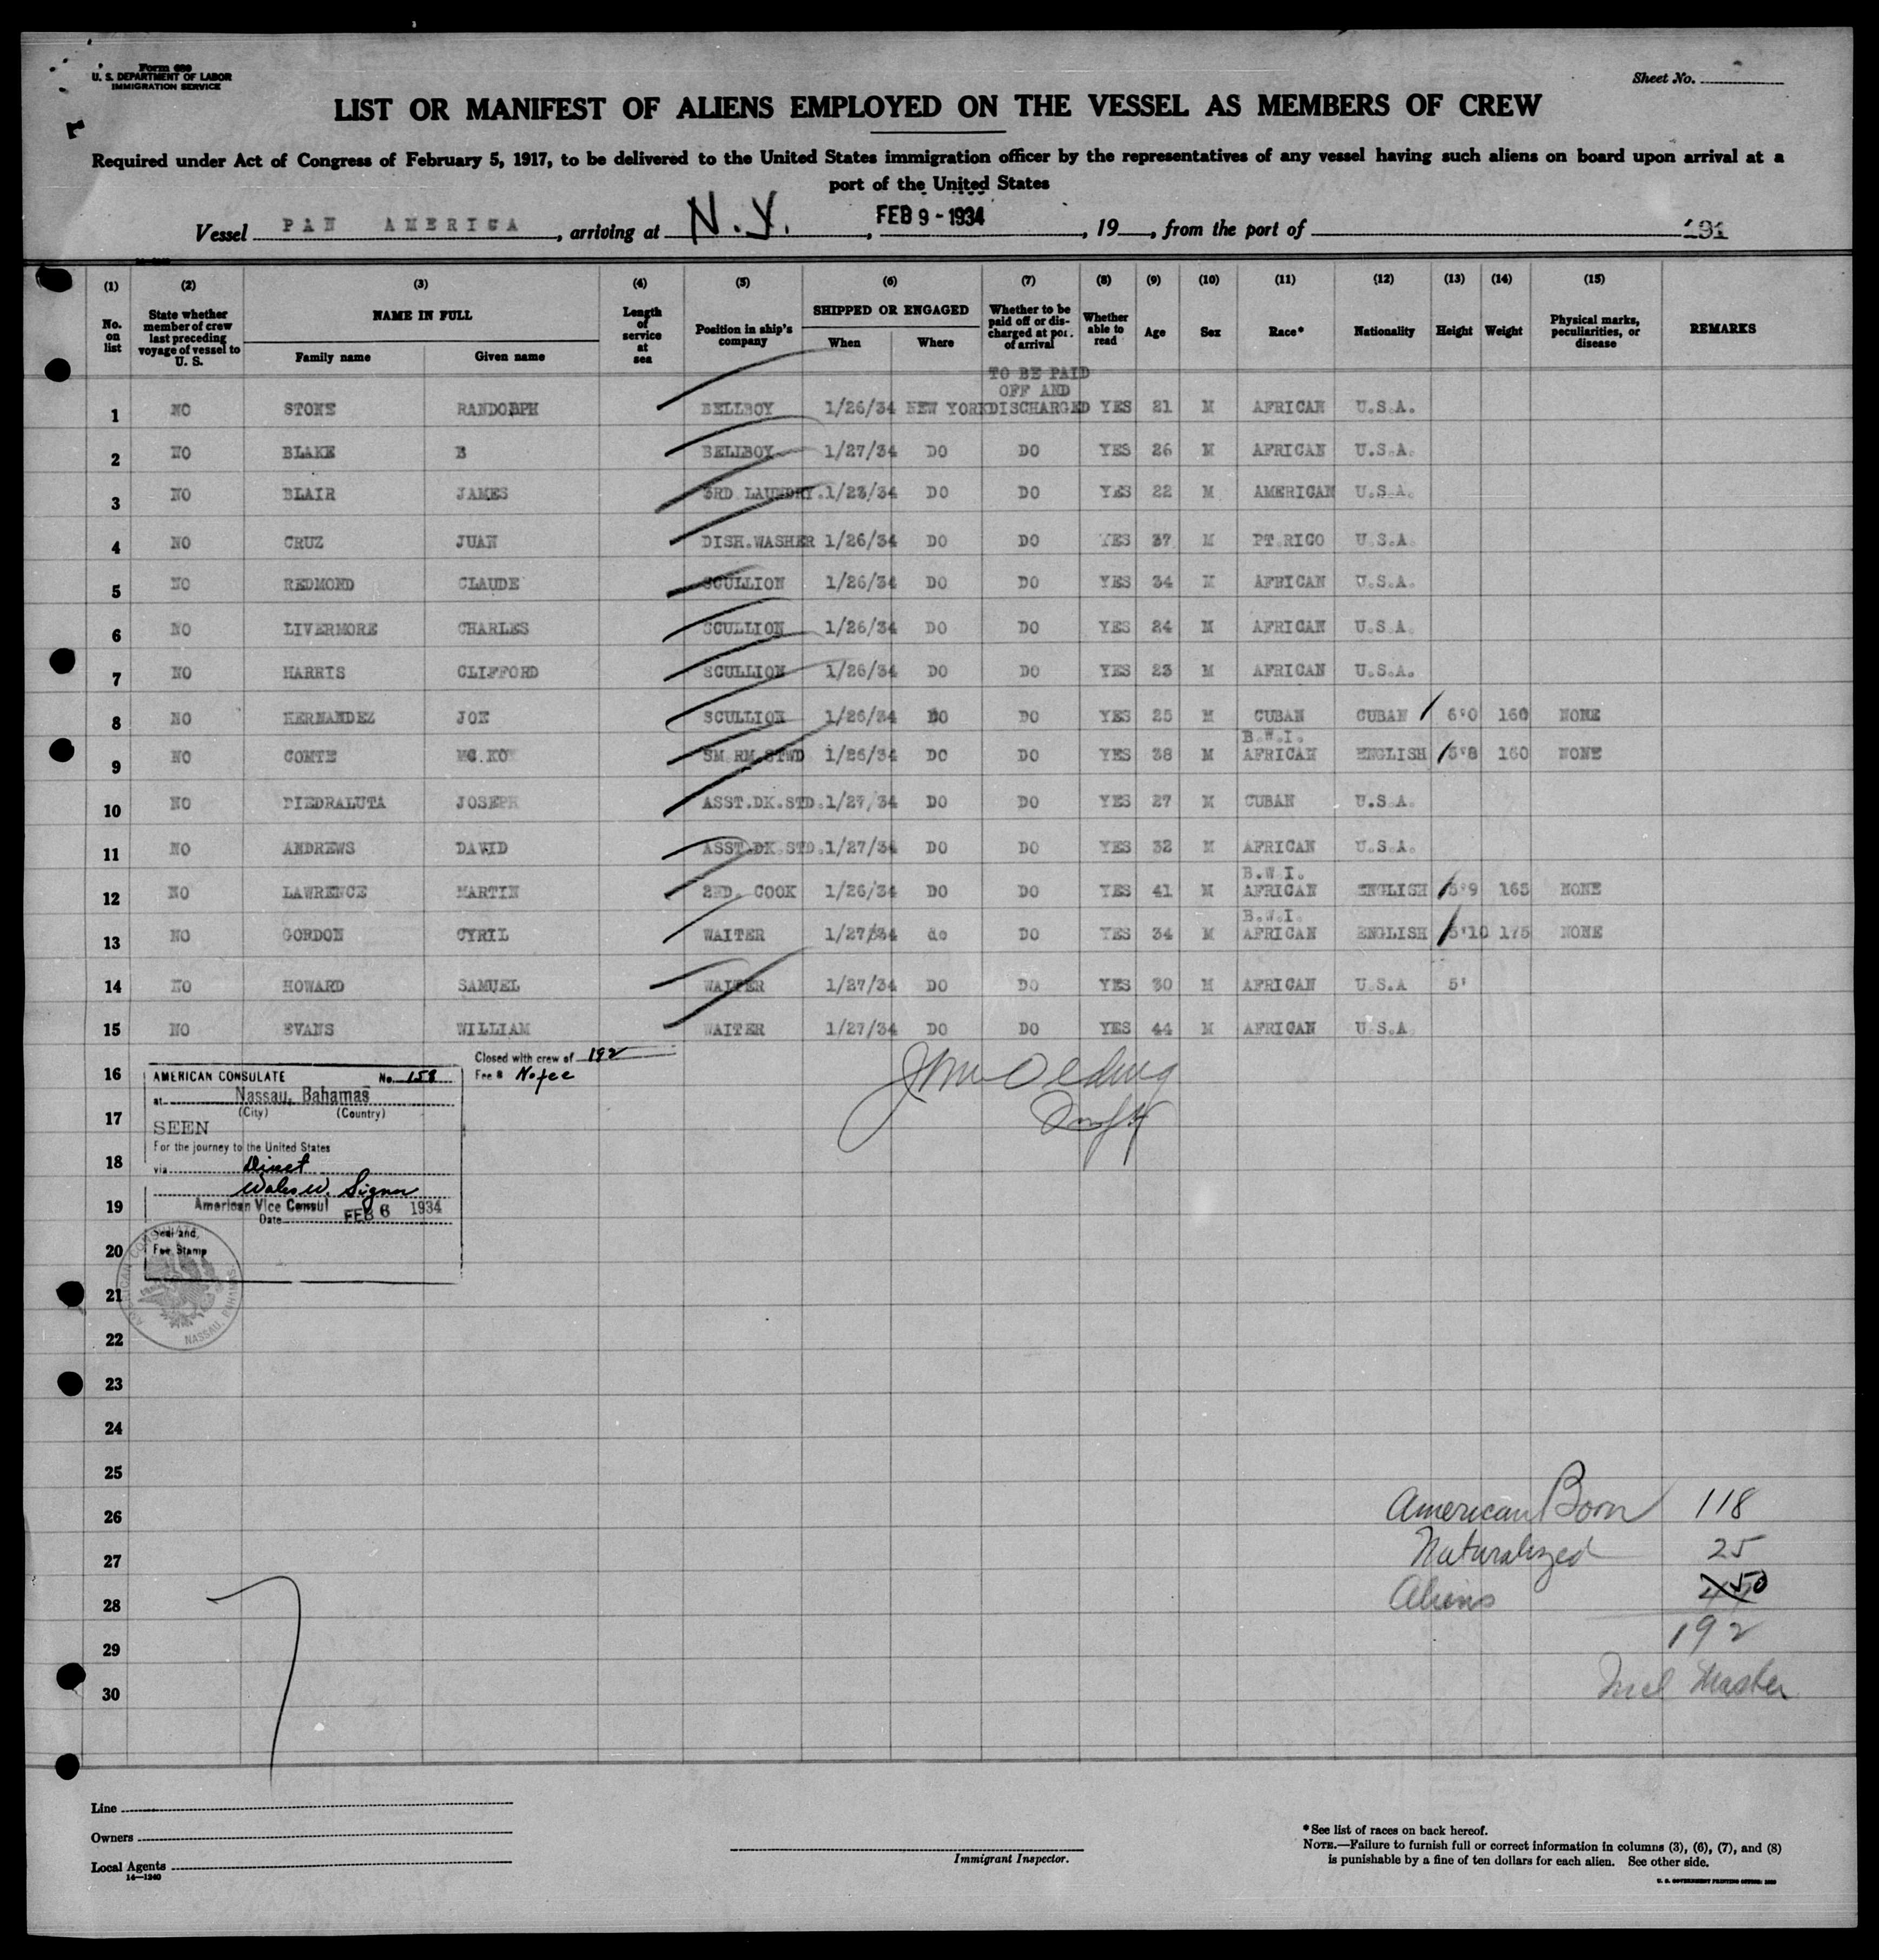 Form 689
U. S. DEPARTMENT OF LABOR
IMMIGRATION SERVICE
Sheet No.
LIST OR MANIFEST OF ALIENS EMPLOYED ON THE VESSEL AS MEMBERS OF CREW
Required under Act of Congress of February 5, 1917, to be delivered to the United States immigration officer by the representatives of any vessel having such aliens on board upon arrival at a
port of the United States
Vessel PAN AMERICA, arriving at N.Y., FEB 9 - 1934, 19__, from the port of 191
(1) (2) (3) (4) (5) (6) (7) (8) (9) (10) (11) (12) (13) (14) (15)
No. on list
State whether member of crew last preceding voyage of vessel to U. S.
NAME IN FULL
Family name
Given name
Length of service at sea
Position in ship's company
SHIPPED OR ENGAGED
When
Where
Whether to be paid off or discharged at port of arrival
Whether able to read
Age
Sex
Race*
Nationality
Height
Weight
Physical marks, peculiarities, or disease
REMARKS
TO BE PAID
OFF AND
1 NO STONE RANDOLPH BELLBOY 1/26/34 NEW YORK DISCHARGED YES 21 M AFRICAN U.S.A.
2 NO BLAKE E BELLBOY 1/27/34 DO DO YES 26 M AFRICAN U.S.A.
3 NO BLAIR JAMES 3RD LAUNDRY. 1/23/34 DO DO YES 22 M AMERICAN U.S.A.
4 NO CRUZ JUAN DISH.WASHER 1/26/34 DO DO YES 37 M PT.RICO U.S.A.
5 NO REDMOND CLAUDE SCULLION 1/26/34 DO DO YES 34 M AFRICAN U.S.A.
6 NO LIVERMORE CHARLES SCULLION 1/26/34 DO DO YES 24 M AFRICAN U.S.A.
7 NO HARRIS CLIFFORD SCULLION 1/26/34 DO DO YES 23 M AFRICAN U.S.A.
8 NO HERNANDEZ JOE SCULLION 1/26/34 DO DO YES 25 M CUBAN CUBAN 6'0 160 NONE
B.W.I.
9 NO COMTE MC.KOY SM RM STWD 1/26/34 DO DO YES 38 M AFRICAN ENGLISH 5'8 160 NONE
10 NO PIEDRALUTA JOSEPH ASST.DK.STD. 1/27/34 DO DO YES 27 M CUBAN U.S.A.
11 NO ANDREWS DAVID ASST.DK.STD. 1/27/34 DO DO YES 32 M AFRICAN U.S.A.
B.W.I.
12 NO LAWRENCE MARTIN 2ND. COOK 1/26/34 DO DO YES 41 M AFRICAN ENGLISH 5'9 165 NONE
B.W.I.
13 NO GORDON CYRIL WAITER 1/27/34 do DO YES 34 M AFRICAN ENGLISH 5'10 175 NONE
14 NO HOWARD SAMUEL WAITER 1/27/34 DO DO YES 30 M AFRICAN U.S.A 5'
15 NO EVANS WILLIAM WAITER 1/27/34 DO DO YES 44 M AFRICAN U.S.A
Closed with crew of 192
Fee $ No fee
16
AMERICAN CONSULATE No. 158
at Nassau, Bahamas
(City) (Country)
17
SEEN
For the journey to the United States
18
via Direct
Signer
19
American Vice Consul
Date FEB 6 1934
Seal and
20
Fee Stamp
AMERICAN CONSULATE
NASSAU, BAHAMAS
21
22
23
24
25
26 American Born 118
27 Naturalized 25
28 Aliens 50
29 192
30 Incl Master
Line
Owners
Local Agents
14—1240
Immigrant Inspector.
*See list of races on back hereof.
NOTE.—Failure to furnish full or correct information in columns (3), (6), (7), and (8)
is punishable by a fine of ten dollars for each alien. See other side.
U. S. GOVERNMENT PRINTING OFFICE: